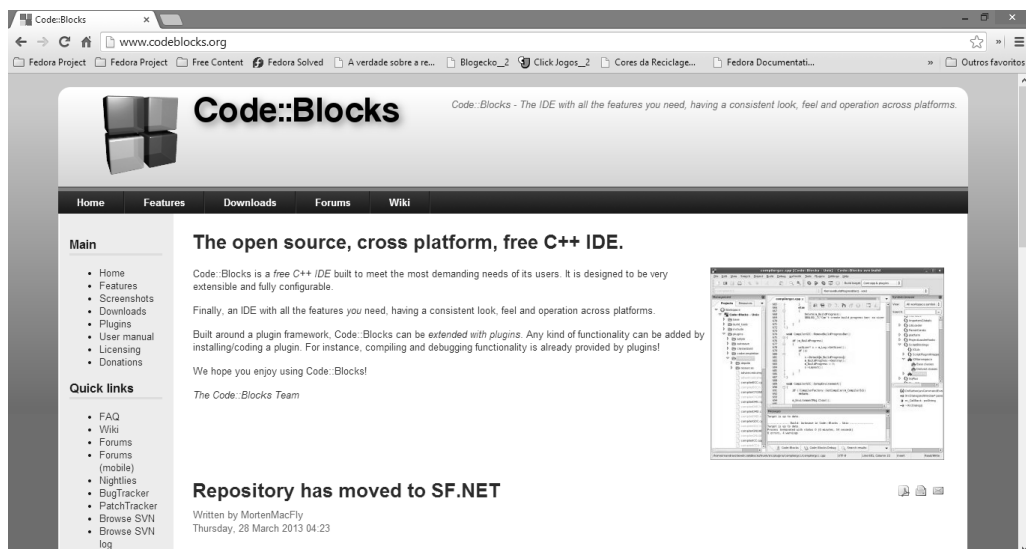 Code::Blocks
www.codeblocks.org
Fedora Project Fedora Project Free Content Fedora Solved A verdade sobre a re... Blogecko_2 Click Jogos_2 Cores da Reciclage... Fedora Documentati... » Outros favoritos
Code::Blocks
Code::Blocks - The IDE with all the features you need, having a consistent look, feel and operation across platforms.
Home Features Downloads Forums Wiki
Main
Home
Features
Screenshots
Downloads
Plugins
User manual
Licensing
Donations
Quick links
FAQ
Wiki
Forums
Forums
(mobile)
Nightlies
BugTracker
PatchTracker
Browse SVN
Browse SVN
log
The open source, cross platform, free C++ IDE.
Code::Blocks is a free C++ IDE built to meet the most demanding needs of its users. It is designed to be very
extensible and fully configurable.
Finally, an IDE with all the features you need, having a consistent look, feel and operation across platforms.
Built around a plugin framework, Code::Blocks can be extended with plugins. Any kind of functionality can be added by
installing/coding a plugin. For instance, compiling and debugging functionality is already provided by plugins!
We hope you enjoy using Code::Blocks!
The Code::Blocks Team
Repository has moved to SF.NET
Written by MortenMacFly
Thursday, 28 March 2013 04:23